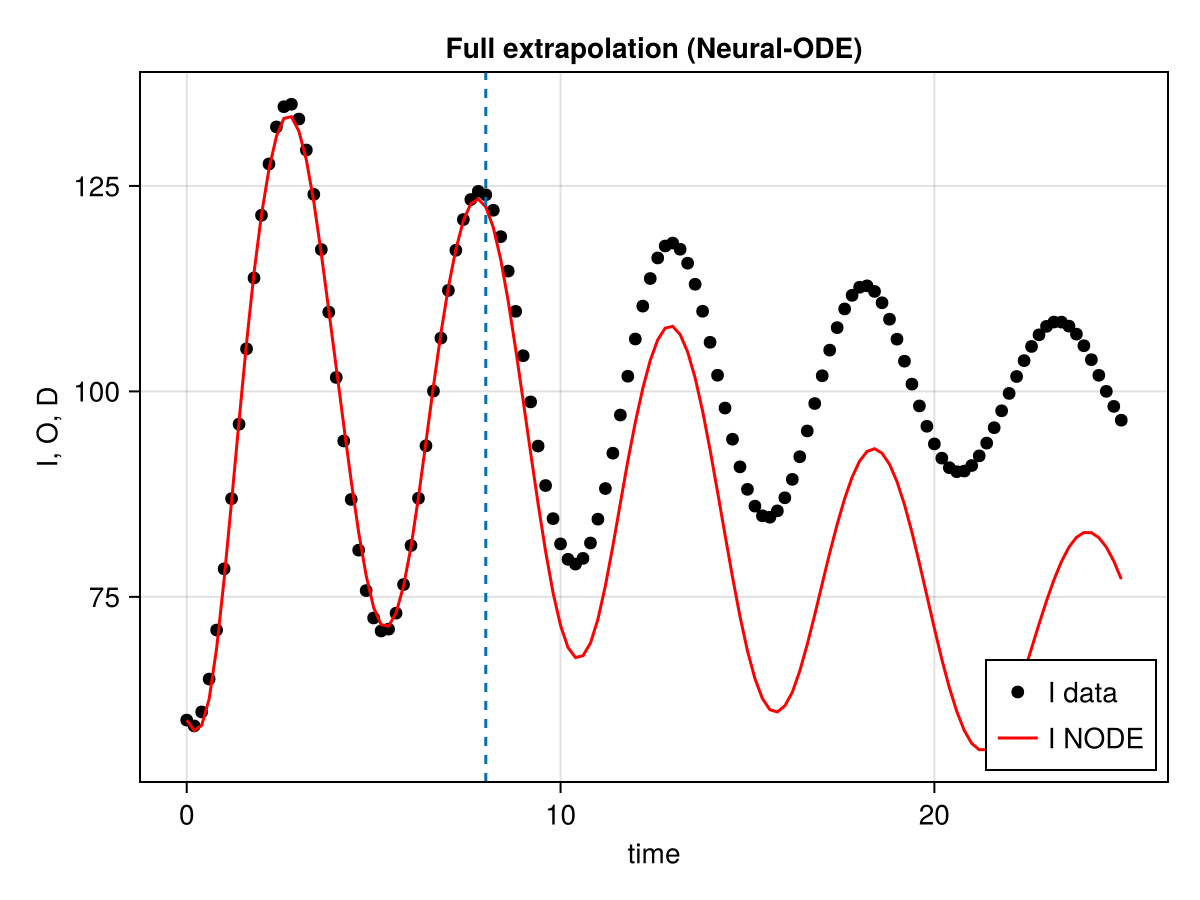 Full extrapolation (Neural-ODE)
125
100
75
I, O, D
0
10
20
time
I data
I NODE